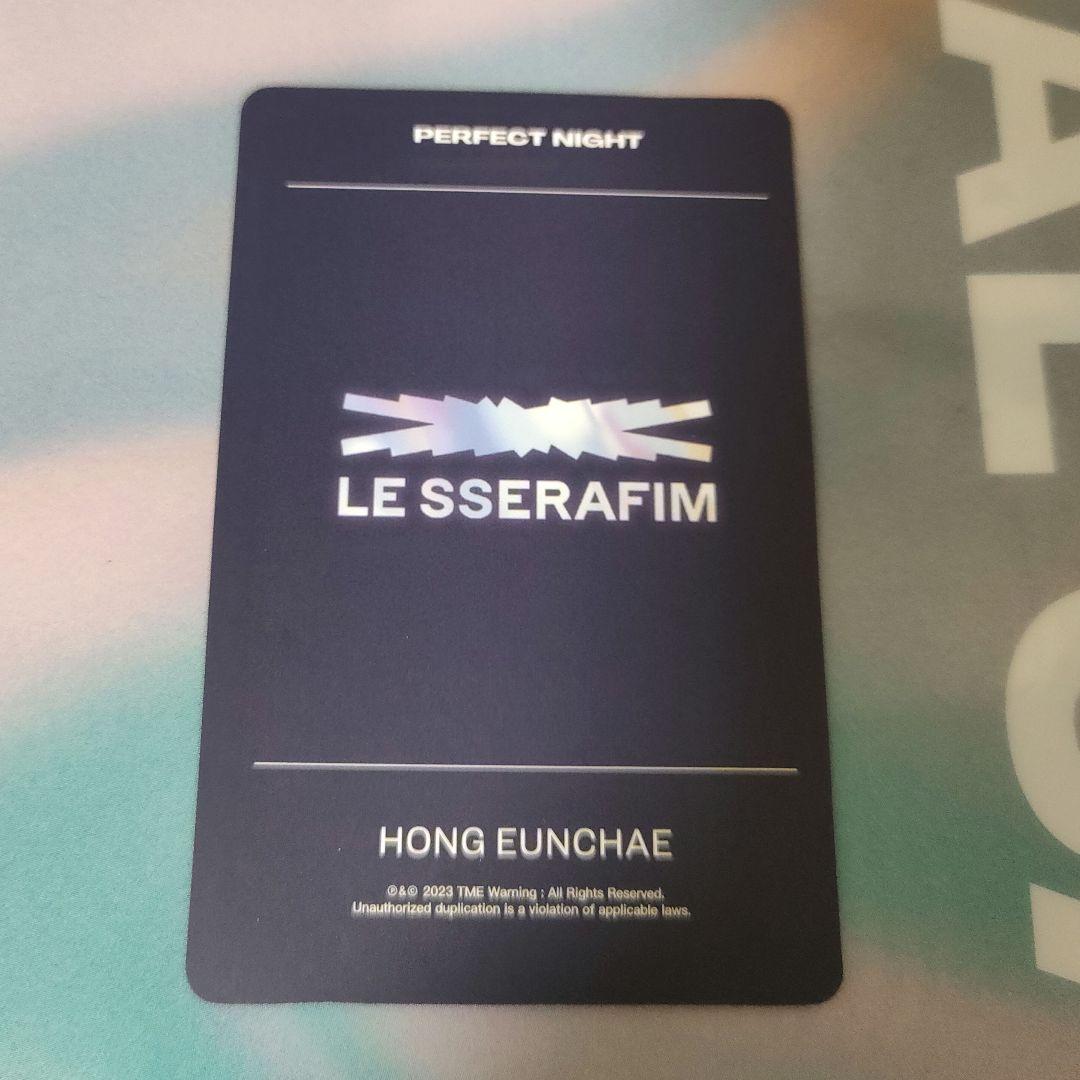 PERFECT NIGHT
LE SSERAFIM
HONG EUNCHAE
℗&© 2023 TME Warning : All Rights Reserved.
Unauthorized duplication is a violation of applicable laws.